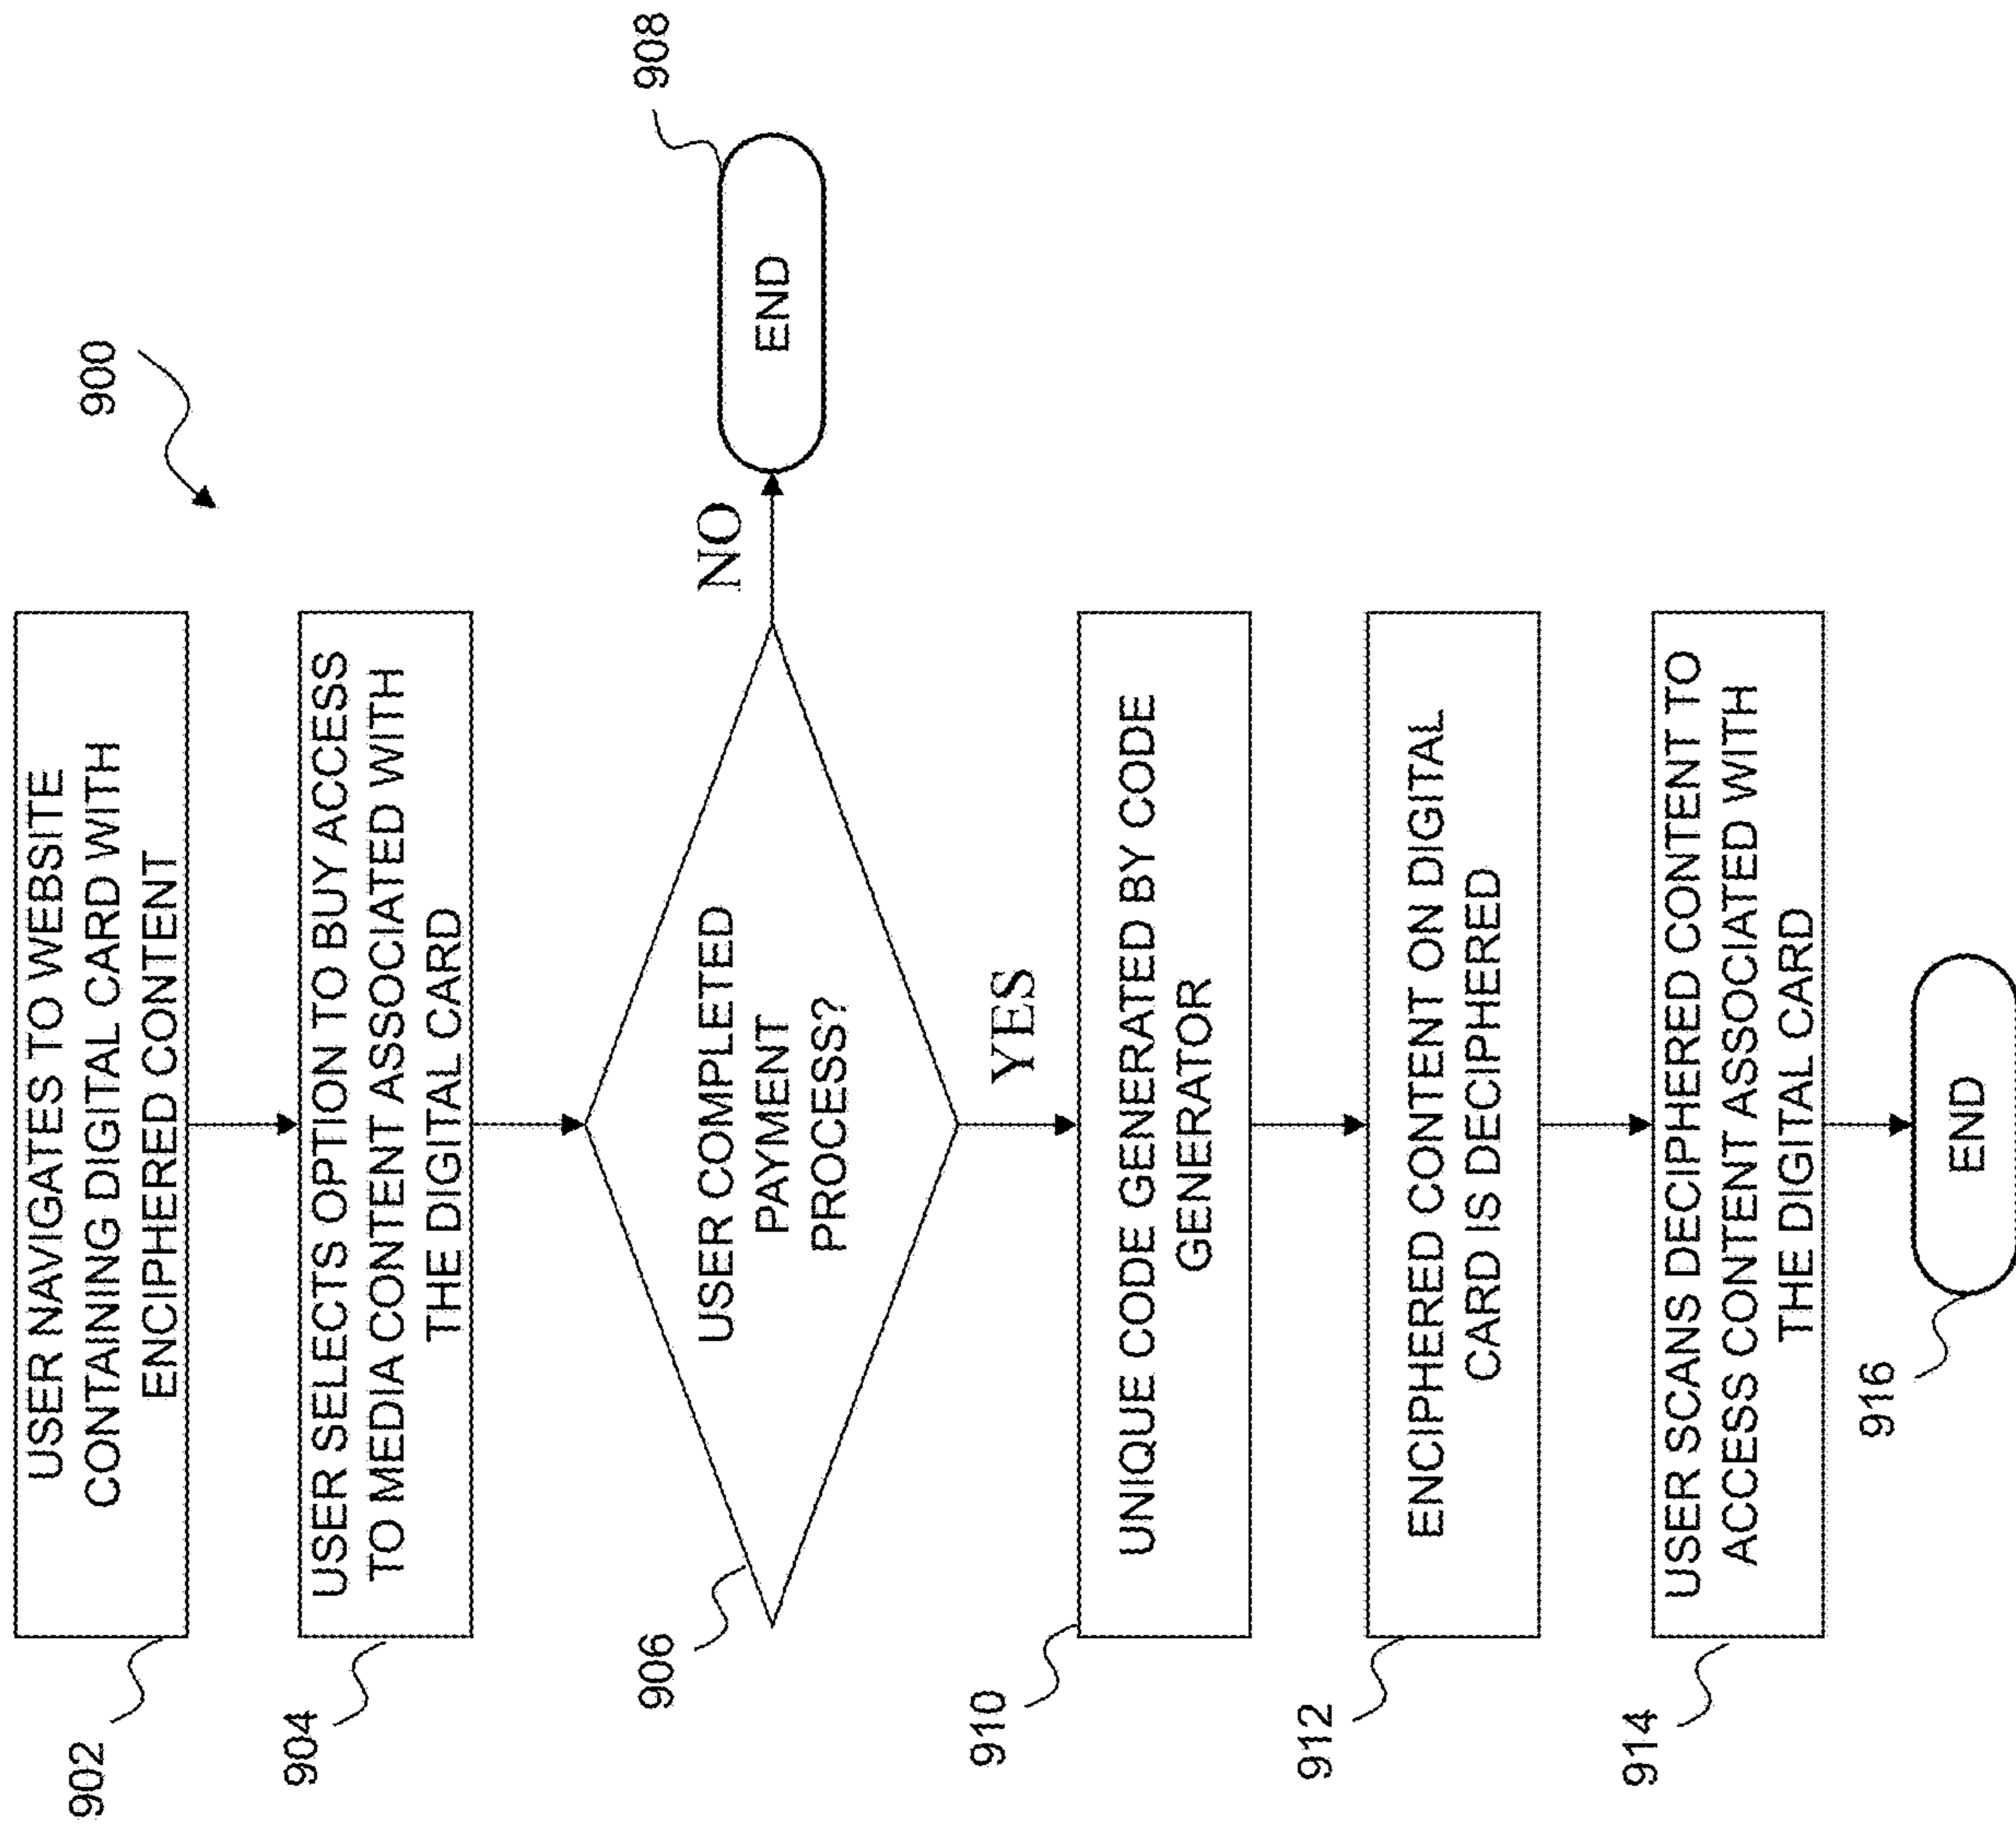 900
902
USER NAVIGATES TO WEBSITE
CONTAINING DIGITAL CARD WITH
ENCIPHERED CONTENT
904
USER SELECTS OPTION TO BUY ACCESS
TO MEDIA CONTENT ASSOCIATED WITH
THE DIGITAL CARD
906
USER COMPLETED
PAYMENT
PROCESS?
NO
908
END
YES
910
UNIQUE CODE GENERATED BY CODE
GENERATOR
912
ENCIPHERED CONTENT ON DIGITAL
CARD IS DECIPHERED
914
USER SCANS DECIPHERED CONTENT TO
ACCESS CONTENT ASSOCIATED WITH
THE DIGITAL CARD
916
END